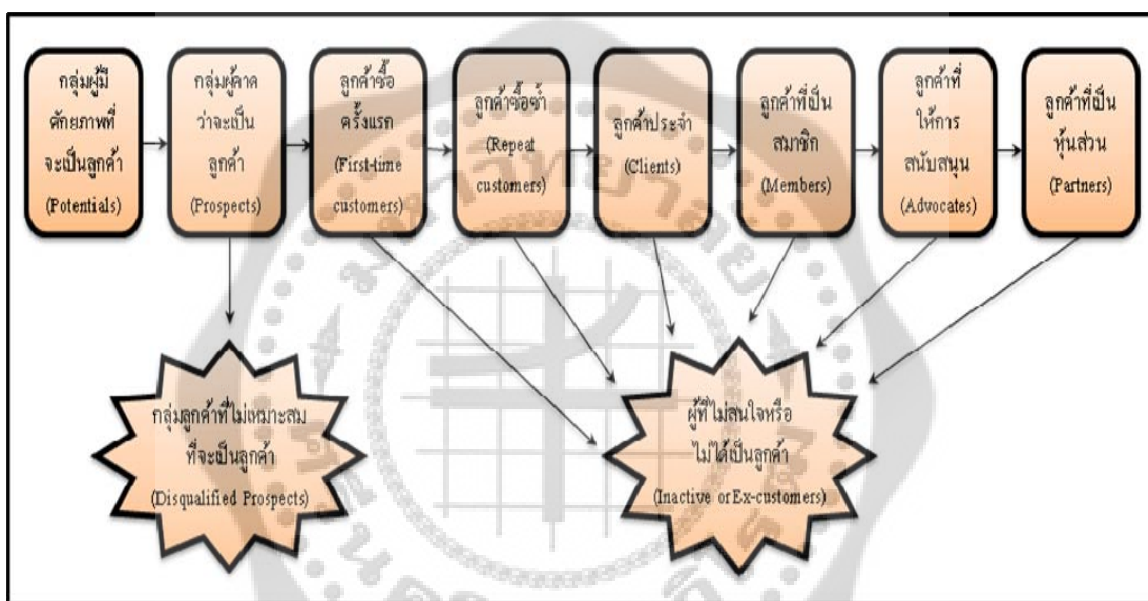 กลุ่มผู้มี
ศักยภาพที่
จะเป็นลูกค้า
(Potentials)
กลุ่มผู้คาด
ว่าจะเป็น
ลูกค้า
(Prospects)
ลูกค้าซื้อ
ครั้งแรก
(First-time
customers)
ลูกค้าซื้อซ้ำ
(Repeat
customers)
ลูกค้าประจำ
(Clients)
ลูกค้าที่เป็น
สมาชิก
(Members)
ลูกค้าที่
ให้การ
สนับสนุน
(Advocates)
ลูกค้าที่เป็น
หุ้นส่วน
(Partners)
กลุ่มลูกค้าที่ไม่เหมาะสม
ที่จะเป็นลูกค้า
(Disqualified Prospects)
ผู้ที่ไม่สนใจหรือ
ไม่ได้เป็นลูกค้า
(Inactive or Ex-customers)